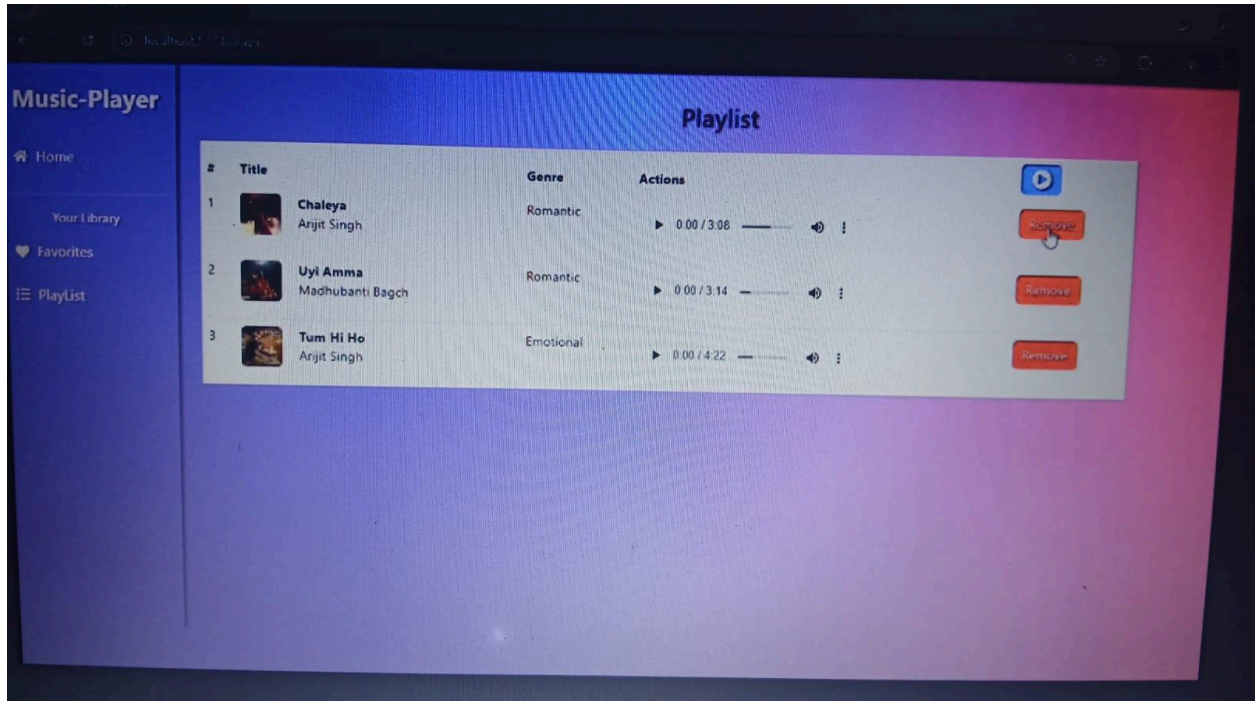 Music-Player
Home
Your Library
Favorites
PlayList
Playlist
# Title Genre Actions
1 Chaleya Romantic 0:00 / 3:08 Remove
Arijit Singh
2 Uyi Amma Romantic 0:00 / 3:14 Remove
Madhubanti Bagch
3 Tum Hi Ho Emotional 0:00 / 4:22 Remove
Arijit Singh